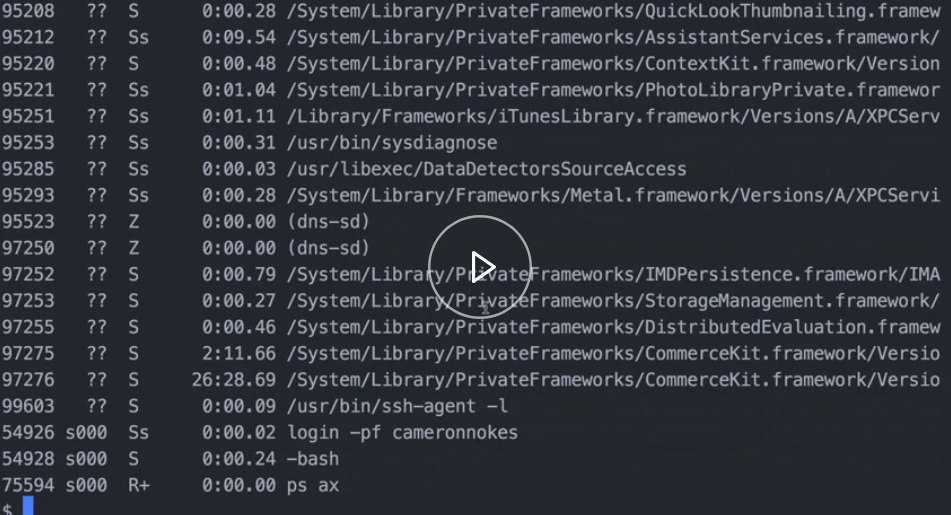 95208 ?? S 0:00.28 /System/Library/PrivateFrameworks/QuickLookThumbnailing.framew
95212 ?? Ss 0:09.54 /System/Library/PrivateFrameworks/AssistantServices.framework/
95220 ?? S 0:00.48 /System/Library/PrivateFrameworks/ContextKit.framework/Version
95221 ?? Ss 0:01.04 /System/Library/PrivateFrameworks/PhotoLibraryPrivate.framewor
95251 ?? Ss 0:01.11 /Library/Frameworks/iTunesLibrary.framework/Versions/A/XPCServ
95253 ?? Ss 0:00.31 /usr/bin/sysdiagnose
95285 ?? Ss 0:00.03 /usr/libexec/DataDetectorsSourceAccess
95293 ?? Ss 0:00.28 /System/Library/Frameworks/Metal.framework/Versions/A/XPCServi
95523 ?? Z 0:00.00 (dns-sd)
97250 ?? Z 0:00.00 (dns-sd)
97252 ?? S 0:00.79 /System/Library/PrivateFrameworks/IMDPersistence.framework/IMA
97253 ?? S 0:00.27 /System/Library/PrivateFrameworks/StorageManagement.framework/
97255 ?? S 0:00.46 /System/Library/PrivateFrameworks/DistributedEvaluation.framew
97275 ?? S 2:11.66 /System/Library/PrivateFrameworks/CommerceKit.framework/Versio
97276 ?? S 26:28.69 /System/Library/PrivateFrameworks/CommerceKit.framework/Versio
99603 ?? S 0:00.09 /usr/bin/ssh-agent -l
54926 s000 Ss 0:00.02 login -pf cameronnokes
54928 s000 S 0:00.24 -bash
75594 s000 R+ 0:00.00 ps ax
$